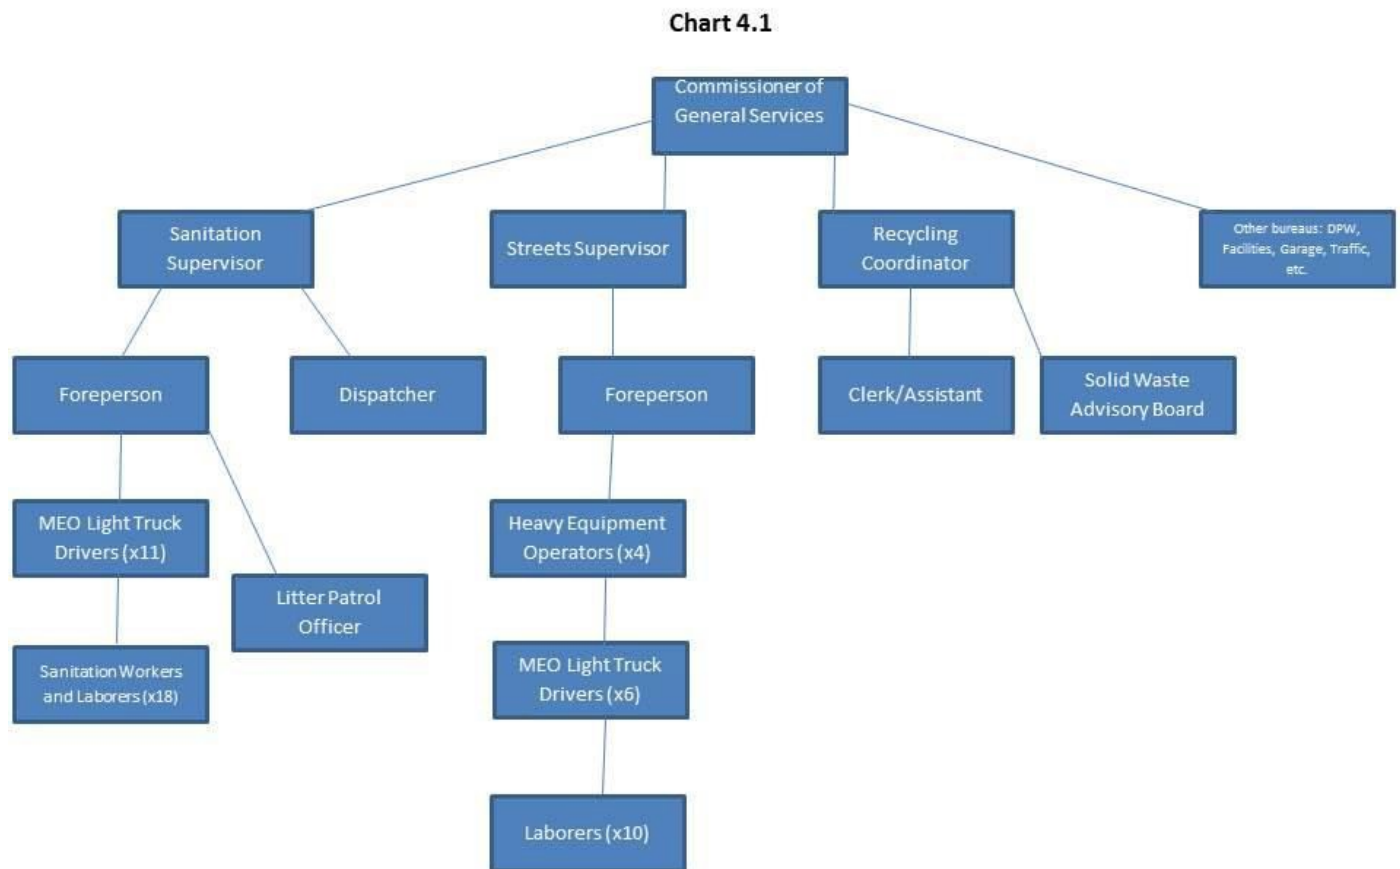 Chart 4.1
Commissioner of
General Services
Sanitation
Supervisor
Streets Supervisor
Recycling
Coordinator
Other bureaus: DPW,
Facilities, Garage, Traffic,
etc.
Foreperson
Dispatcher
Foreperson
Clerk/Assistant
Solid Waste
Advisory Board
MEO Light Truck
Drivers (x11)
Heavy Equipment
Operators (x4)
Litter Patrol
Officer
Sanitation Workers
and Laborers (x18)
MEO Light Truck
Drivers (x6)
Laborers (x10)